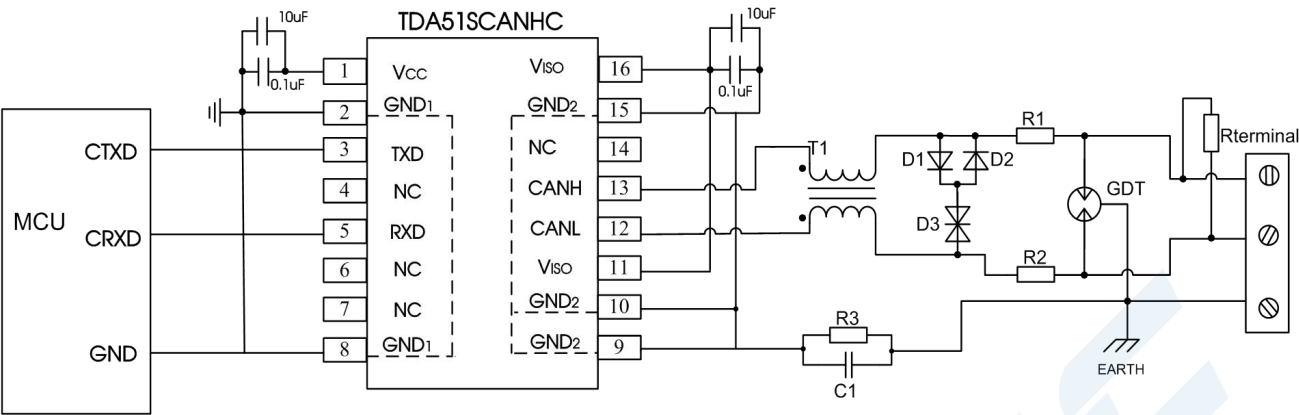 TDA51SCANHC
10uF
0.1uF
10uF
0.1uF
MCU
CTXD
CRXD
GND
1 VCC
2 GND1
3 TXD
4 NC
5 RXD
6 NC
7 NC
8 GND1
VISO 16
GND2 15
NC 14
CANH 13
CANL 12
VISO 11
GND2 10
GND2 9
T1
D1
D2
D3
R1
R2
GDT
Rterminal
R3
C1
EARTH